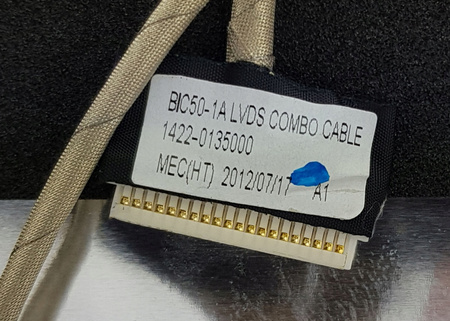 BIC50-1A LVDS COMBO CABLE
1422-0135000
MEC(HT) 2012/07/17 A1